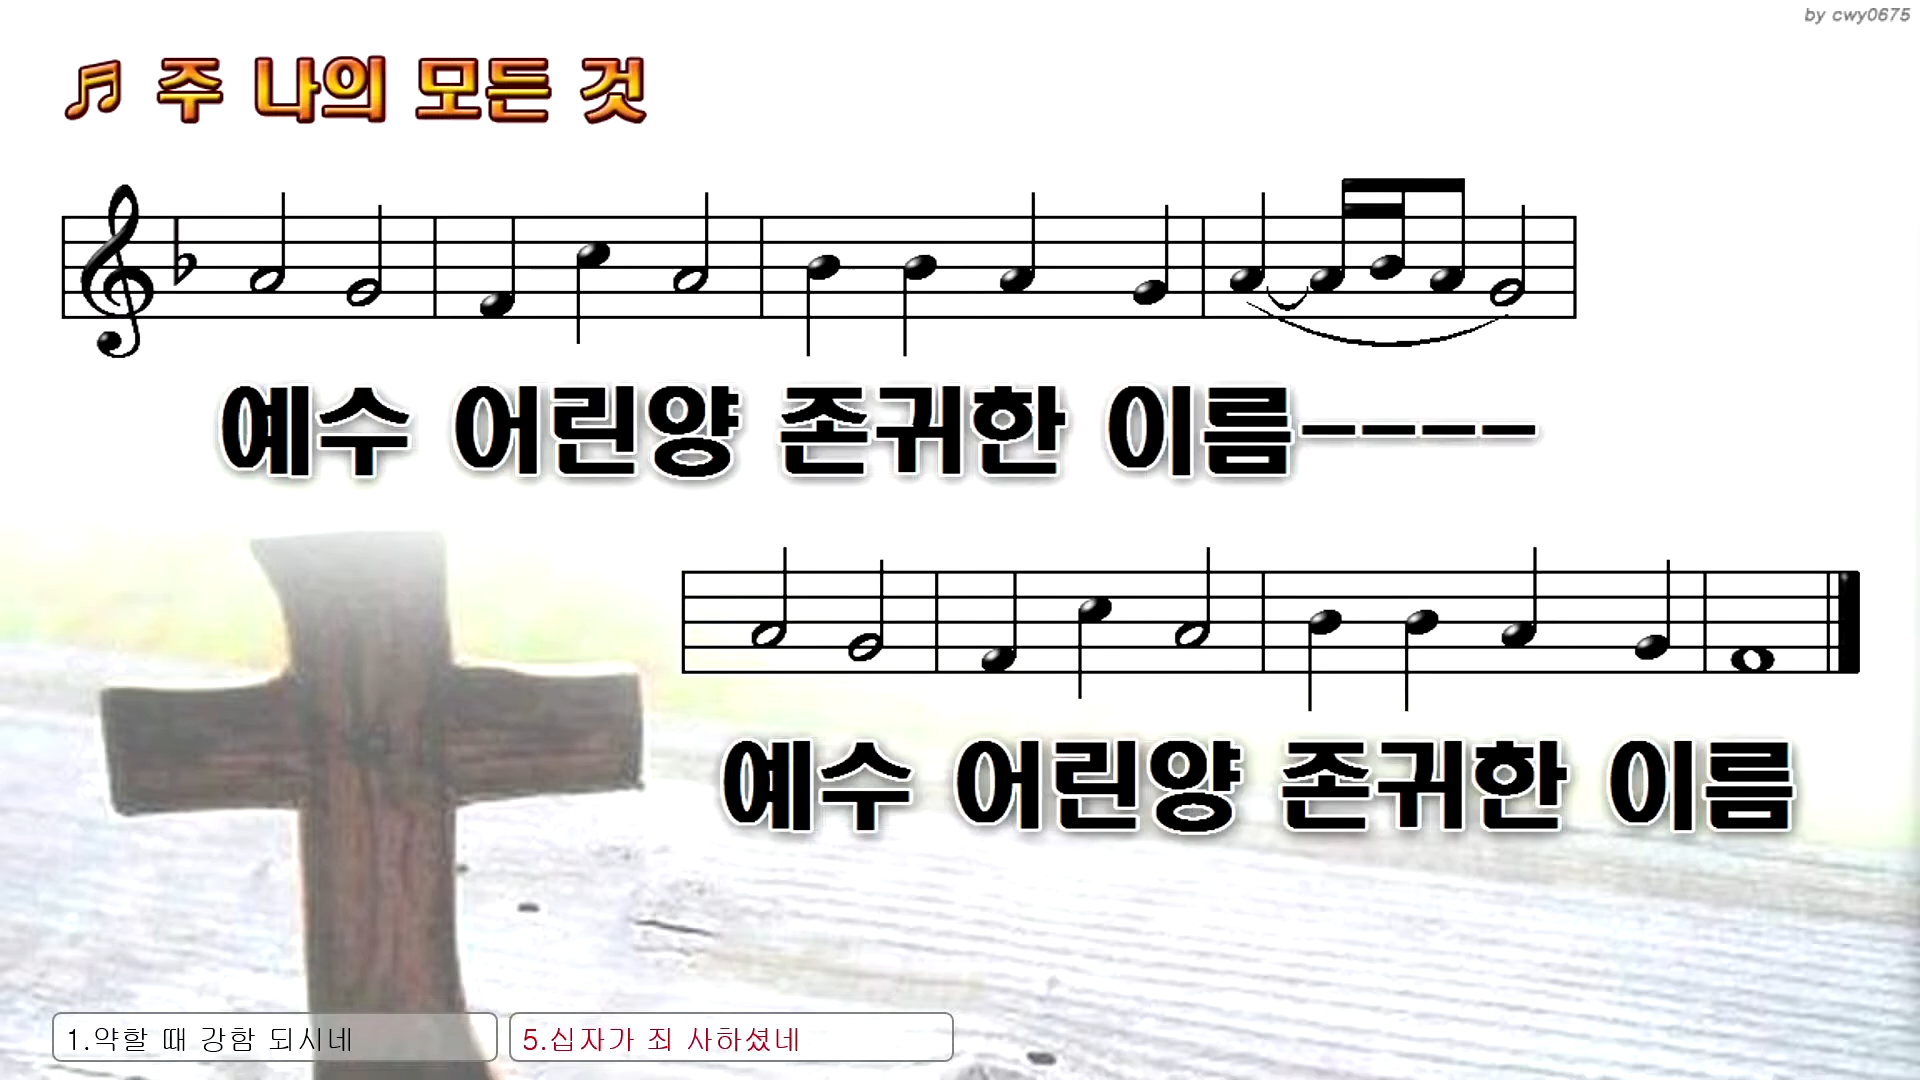 by cwy0675
주 나의 모든 것
예수 어린양 존귀한 이름----
예수 어린양 존귀한 이름
1.약할 때 강함 되시네
5.십자가 죄 사하셨네